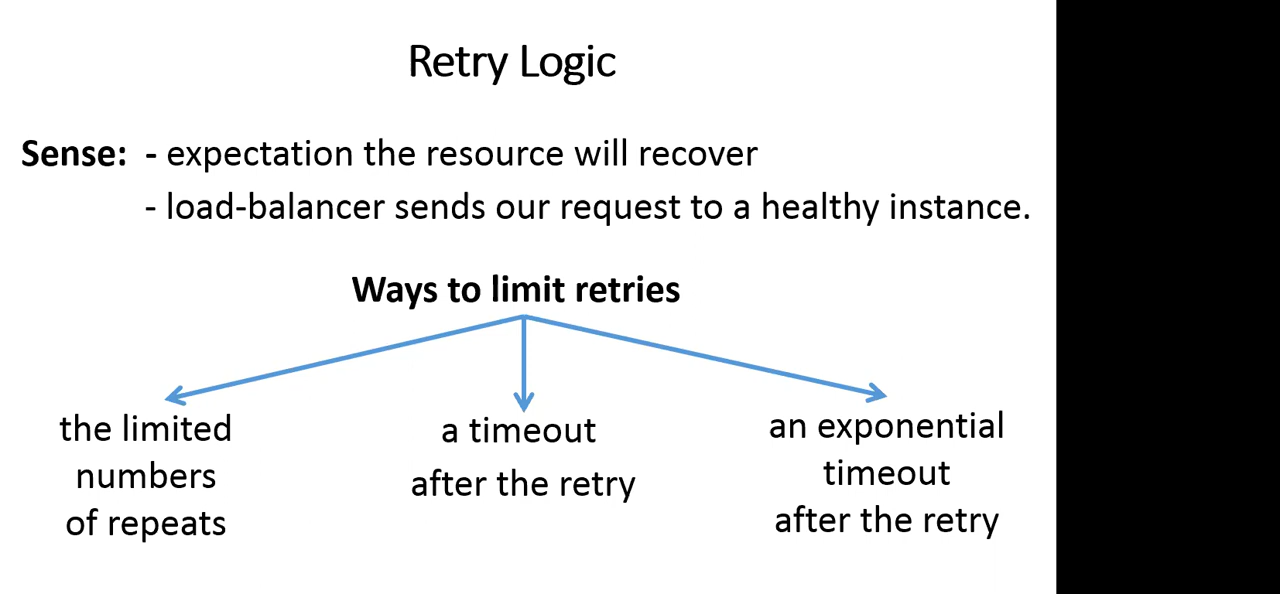 Retry Logic
Sense: - expectation the resource will recover
- load-balancer sends our request to a healthy instance.
Ways to limit retries
the limited
numbers
of repeats
a timeout
after the retry
an exponential
timeout
after the retry